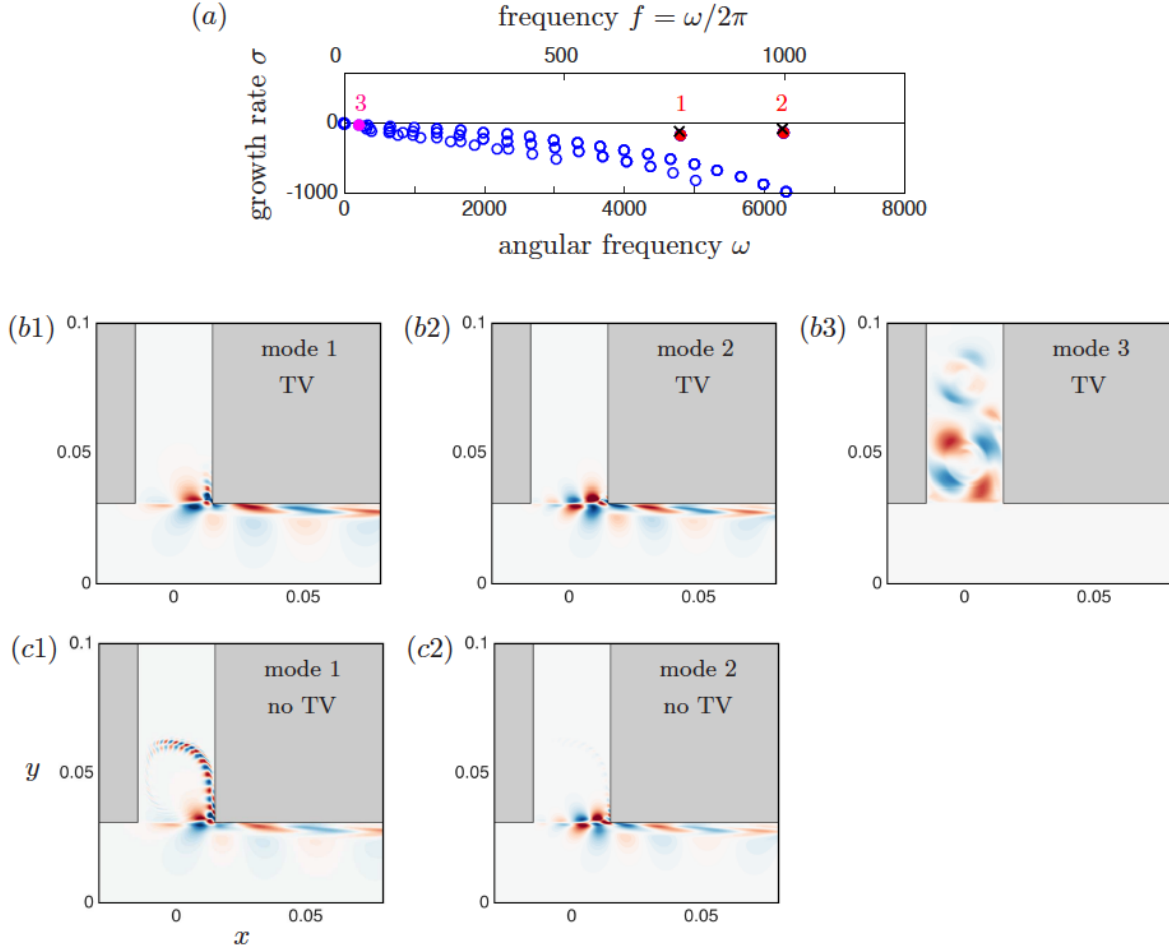 (a)
frequency f = ω/2π
0 500 1000
growth rate σ
3 1 2
0
-1000
0 2000 4000 6000 8000
angular frequency ω
(b1) 0.1 mode 1 TV 0.05 0 0 0.05
(b2) 0.1 mode 2 TV 0.05 0 0 0.05
(b3) 0.1 mode 3 TV 0.05 0 0 0.05
(c1) 0.1 mode 1 no TV 0.05 y 0 0 0.05 x
(c2) 0.1 mode 2 no TV 0.05 0 0 0.05